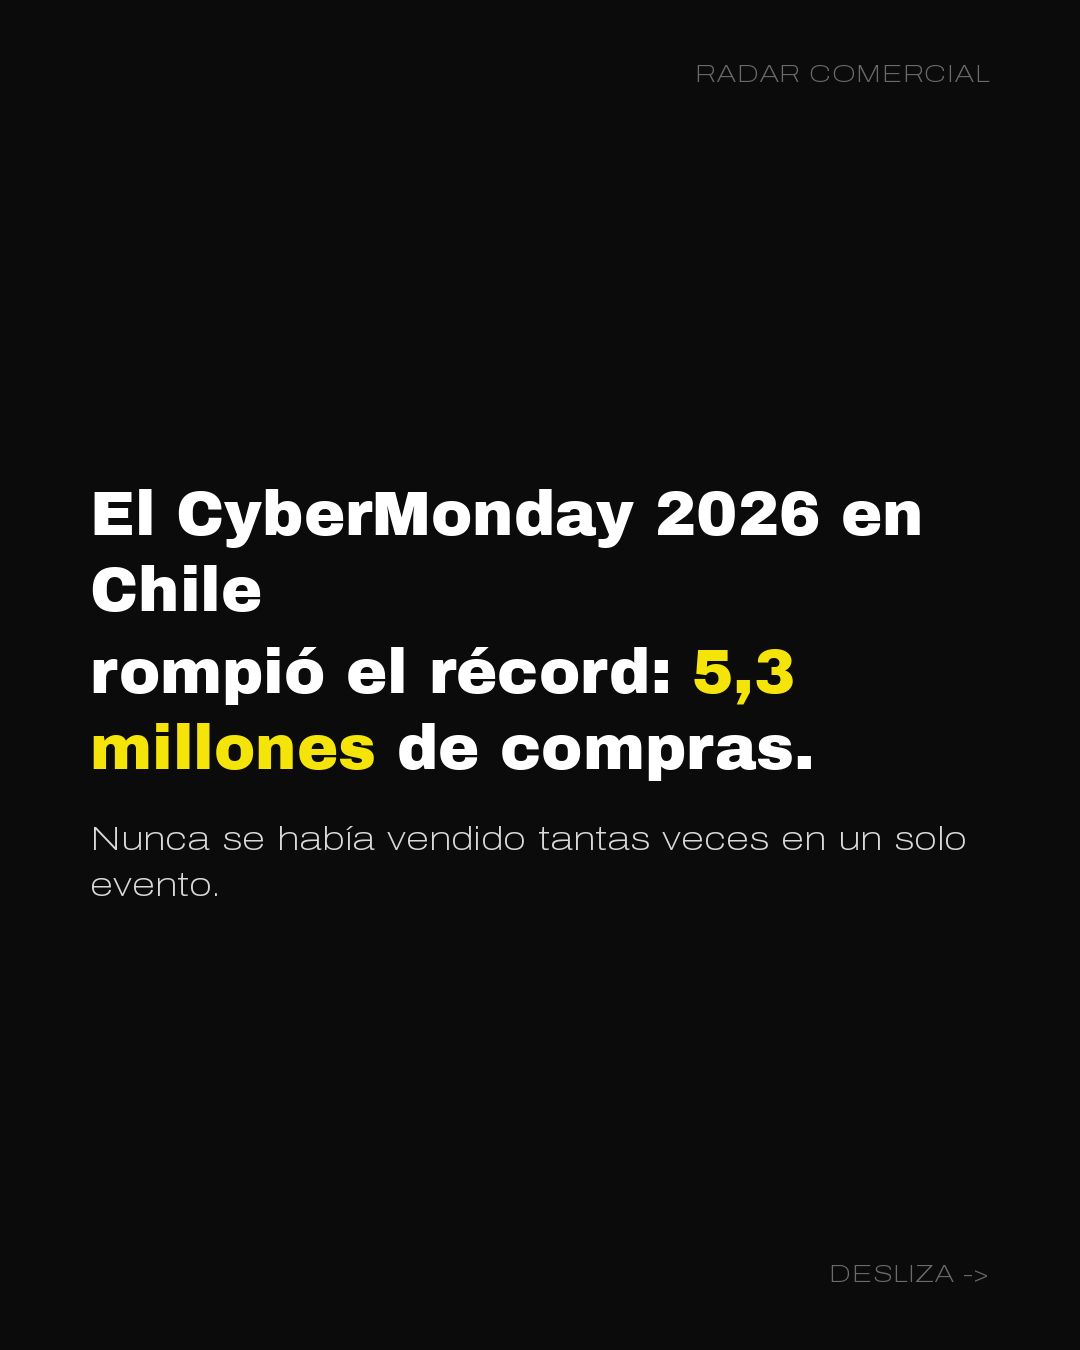 RADAR COMERCIAL
El CyberMonday 2026 en
Chile
rompió el récord: 5,3
millones de compras.
Nunca se había vendido tantas veces en un solo
evento.
DESLIZA ->